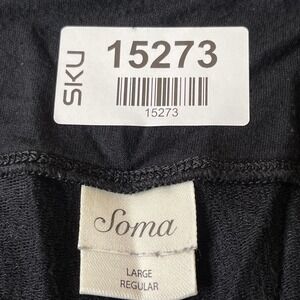 SKU
15273
15273
Soma
LARGE
REGULAR